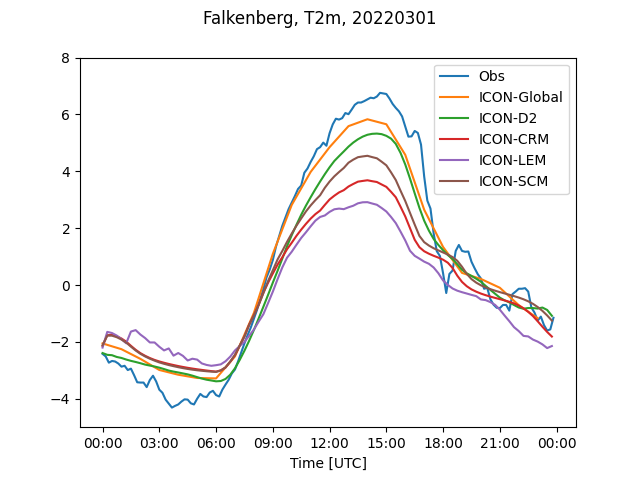 Falkenberg, T2m, 20220301
8
6
4
2
0
−2
−4
Obs
ICON-Global
ICON-D2
ICON-CRM
ICON-LEM
ICON-SCM
00:00 03:00 06:00 09:00 12:00 15:00 18:00 21:00 00:00
Time [UTC]